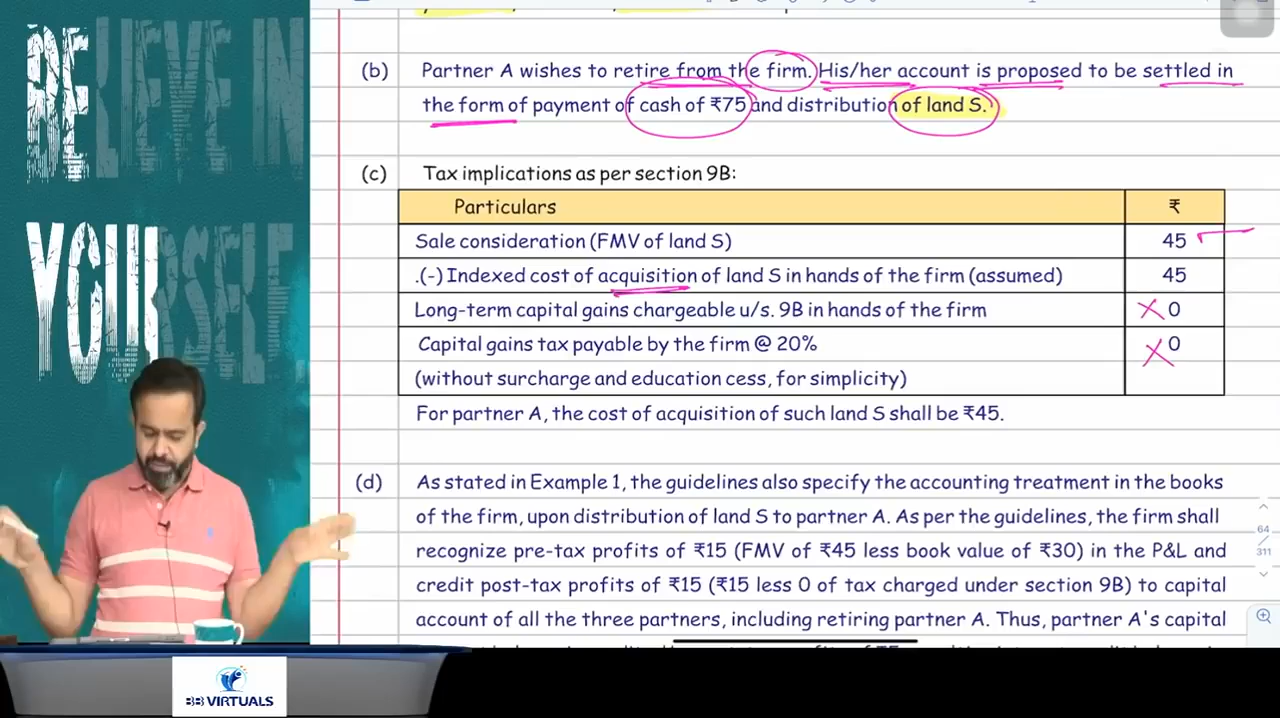 BELIEVE IN
YOURSELF
(b) Partner A wishes to retire from the firm. His/her account is proposed to be settled in
the form of payment of cash of ₹75 and distribution of land S.
(c) Tax implications as per section 9B:
Particulars ₹
Sale consideration (FMV of land S) 45
.(-) Indexed cost of acquisition of land S in hands of the firm (assumed) 45
Long-term capital gains chargeable u/s. 9B in hands of the firm 0
Capital gains tax payable by the firm @ 20% 0
(without surcharge and education cess, for simplicity)
For partner A, the cost of acquisition of such land S shall be ₹45.
(d) As stated in Example 1, the guidelines also specify the accounting treatment in the books
of the firm, upon distribution of land S to partner A. As per the guidelines, the firm shall
recognize pre-tax profits of ₹15 (FMV of ₹45 less book value of ₹30) in the P&L and
credit post-tax profits of ₹15 (₹15 less 0 of tax charged under section 9B) to capital
account of all the three partners, including retiring partner A. Thus, partner A's capital
64
311
BB VIRTUALS